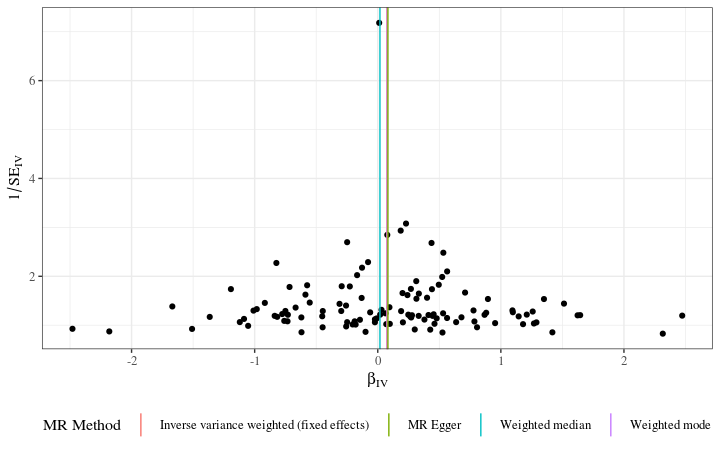 1/SE_IV
6
4
2
-2
-1
0
1
2
β_IV
MR Method Inverse variance weighted (fixed effects) MR Egger Weighted median Weighted mode